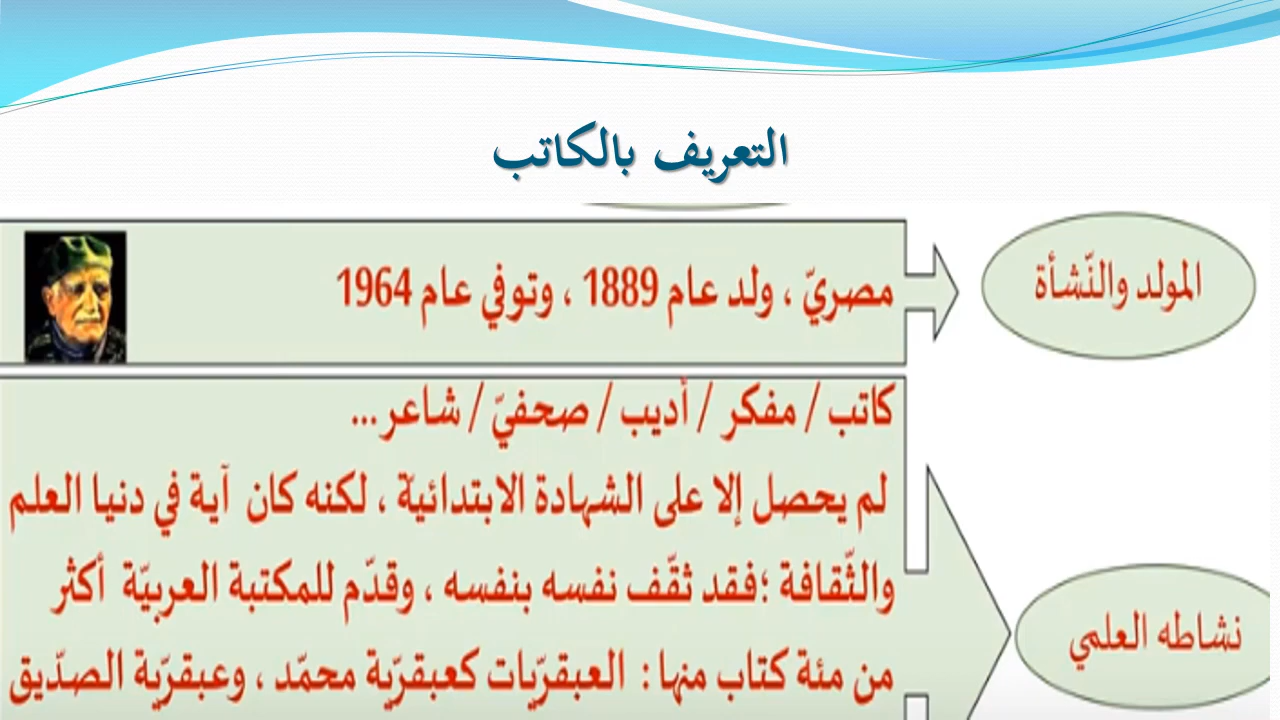 التعريف بالكاتب
المولد والنّشأة
مصريّ ، ولد عام 1889 ، وتوفي عام 1964
نشاطه العلمي
كاتب / مفكر / أديب / صحفيّ / شاعر...
لم يحصل إلا على الشهادة الابتدائيّة ، لكنه كان آية في دنيا العلم
والثّقافة ؛فقد ثقّف نفسه بنفسه ، وقدّم للمكتبة العربيّة أكثر
من مئة كتاب منها : العبقريّات كعبقريّة محمّد ، وعبقريّة الصدّيق